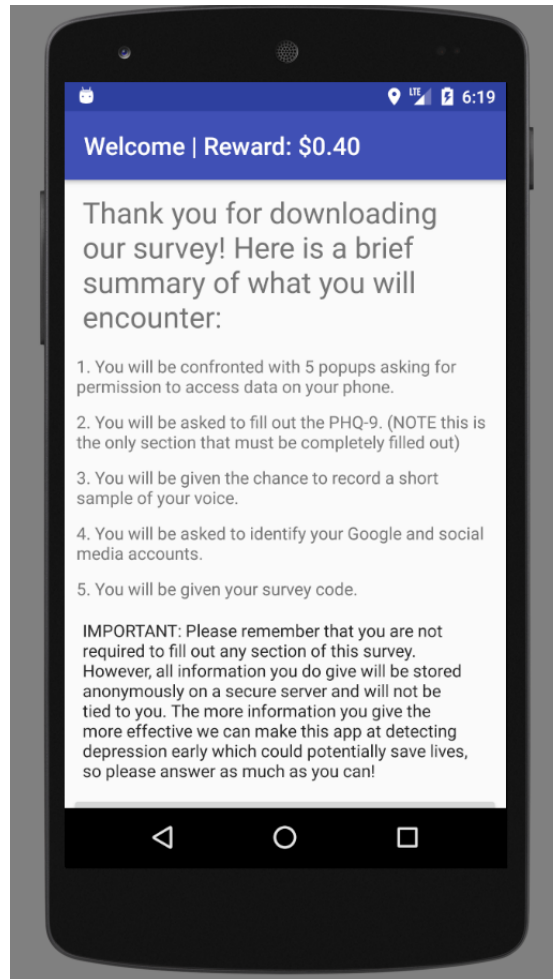 LTE 6:19
Welcome | Reward: $0.40
Thank you for downloading
our survey! Here is a brief
summary of what you will
encounter:
1. You will be confronted with 5 popups asking for
permission to access data on your phone.
2. You will be asked to fill out the PHQ-9. (NOTE this is
the only section that must be completely filled out)
3. You will be given the chance to record a short
sample of your voice.
4. You will be asked to identify your Google and social
media accounts.
5. You will be given your survey code.
IMPORTANT: Please remember that you are not
required to fill out any section of this survey.
However, all information you do give will be stored
anonymously on a secure server and will not be
tied to you. The more information you give the
more effective we can make this app at detecting
depression early which could potentially save lives,
so please answer as much as you can!